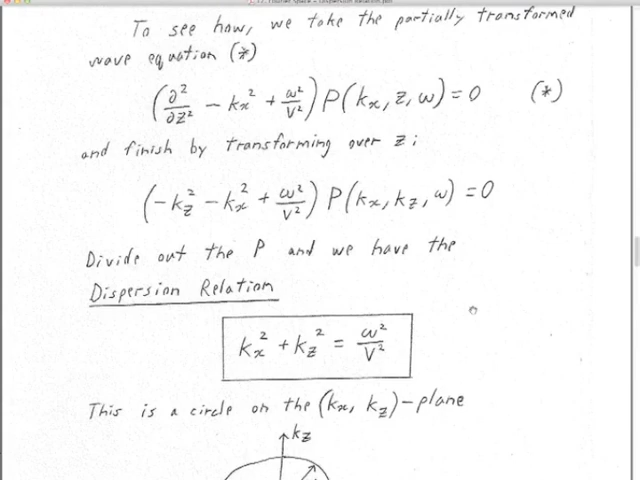 To see how, we take the partially transformed
wave equation (*)
(∂²/∂z² - kx² + ω²/v²) P(kx, z, ω) = 0 (*)
and finish by transforming over z:
(-kz² - kx² + ω²/v²) P(kx, kz, ω) = 0
Divide out the P and we have the
Dispersion Relation
kx² + kz² = ω²/v²
This is a circle on the (kx, kz)-plane
kz